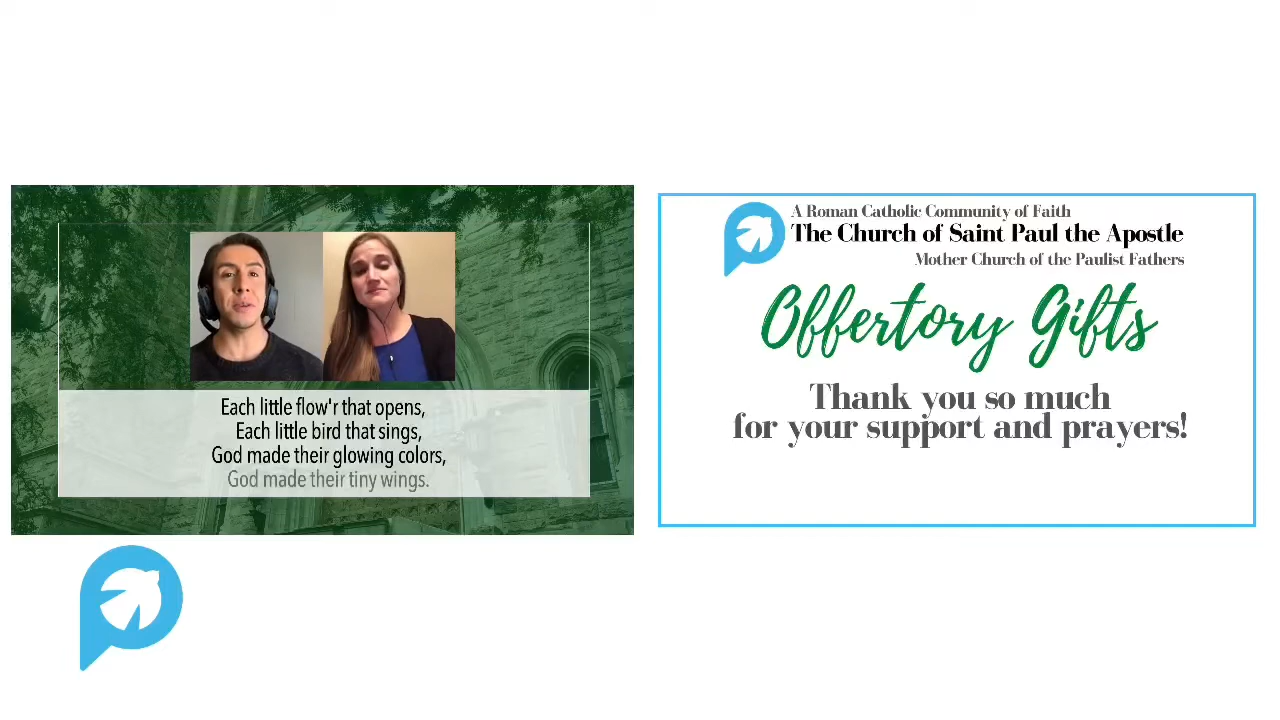 Each little flow'r that opens,
Each little bird that sings,
God made their glowing colors,
God made their tiny wings.
A Roman Catholic Community of Faith
The Church of Saint Paul the Apostle
Mother Church of the Paulist Fathers
Offertory Gifts
Thank you so much
for your support and prayers!